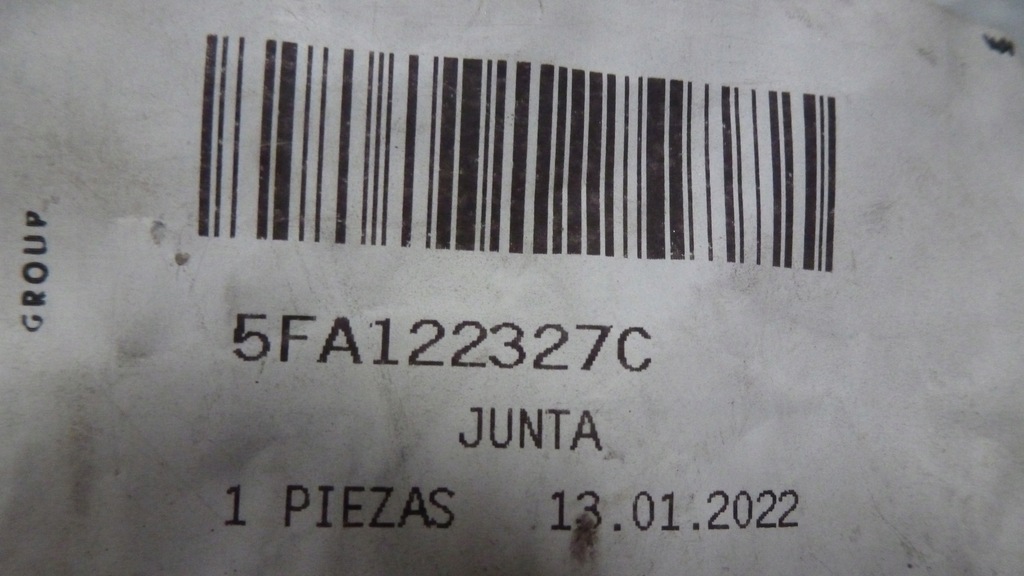 GROUP
5FA122327C
JUNTA
1 PIEZAS 13.01.2022